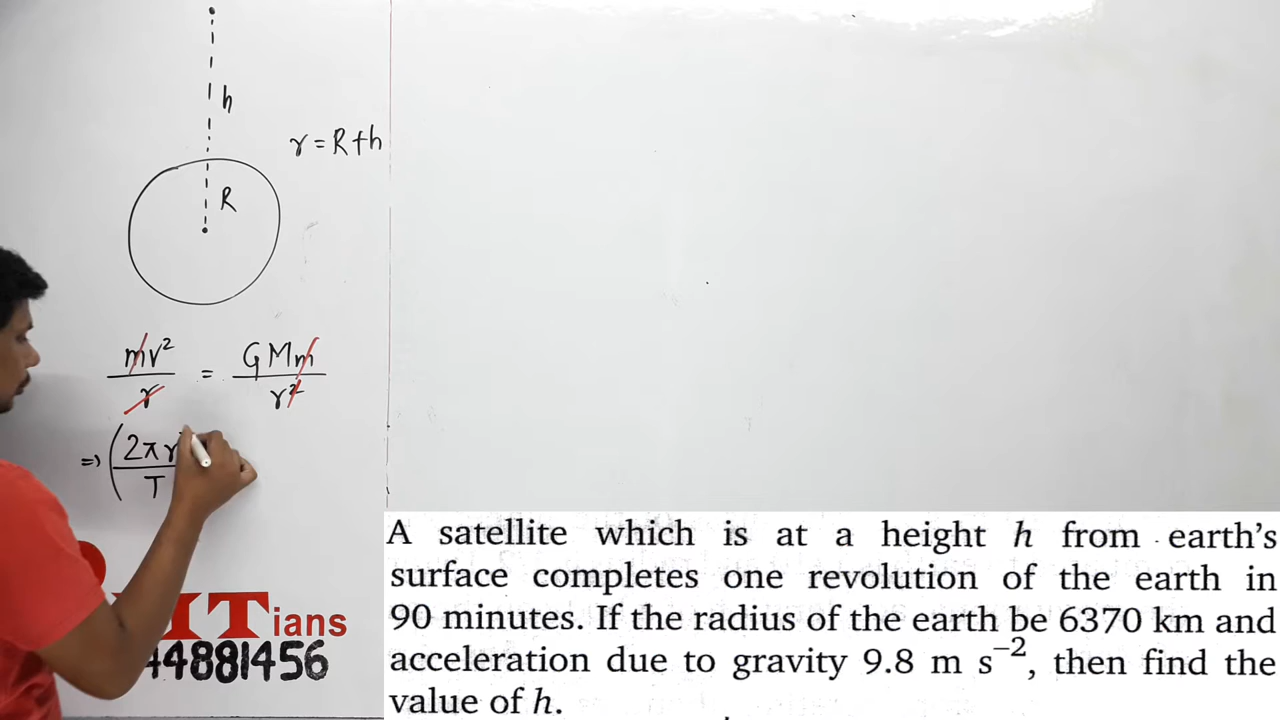 h
r = R+h
R
mv² / r = GMm / r²
⇒ (2πr / T
IITians
44881456
A satellite which is at a height h from earth's
surface completes one revolution of the earth in
90 minutes. If the radius of the earth be 6370 km and
acceleration due to gravity 9.8 m s⁻², then find the
value of h.